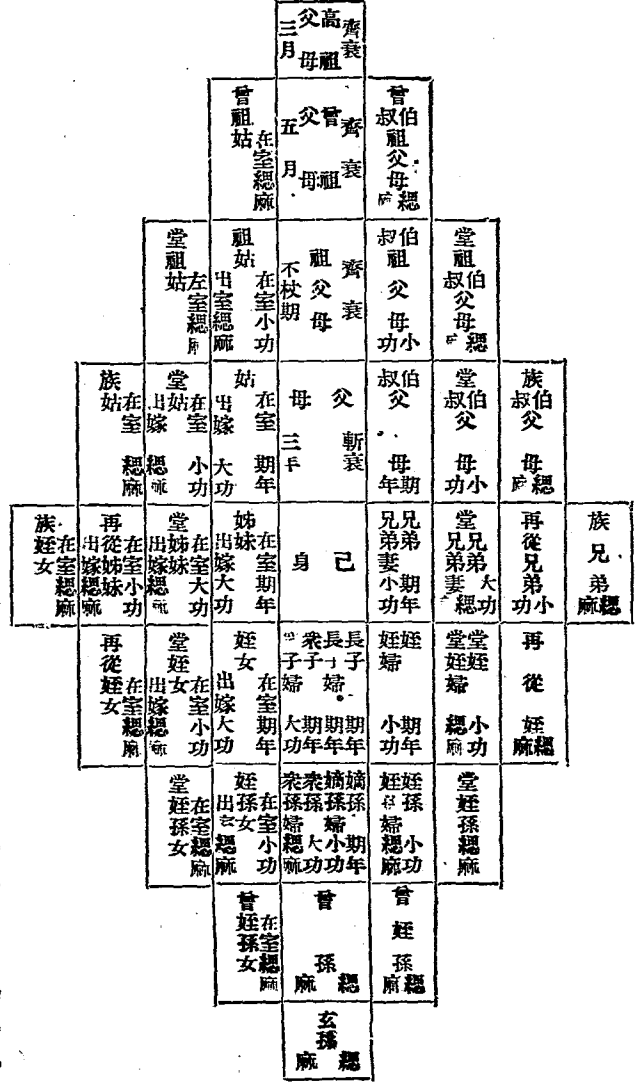 高祖父母 齊衰三月
曾伯叔祖父母 緦麻
曾祖父母 齊衰五月
曾祖姑 在室緦麻
堂伯叔祖父母 緦麻
伯叔祖父母 小功
祖父母 齊衰不杖期
祖姑 在室小功 出室緦麻
堂祖姑 左室緦麻
族伯叔父母 緦麻
堂伯叔父母 小功
伯叔父母 期年
父母 斬衰三年
姑 在室期年 出嫁大功
堂姑 在室小功 出嫁緦麻
族姑 在室緦麻
族兄弟 緦麻
再從兄弟 小功
堂兄弟 大功 堂兄弟妻 緦
兄弟 期年 兄弟妻 小功
己身
姊妹 在室期年 出嫁大功
堂姊妹 在室大功 出嫁緦麻
再從姊妹 在室小功 出嫁緦麻
族姪女 在室緦麻
再從姪 緦麻
堂姪 小功 堂姪婦 緦麻
姪 期年 姪婦 小功
長子 期年 長子婦 期年 衆子 期年 子婦 大功
姪女 在室期年 出嫁大功
堂姪女 在室小功 出嫁緦麻
再從姪女 在室緦麻
堂姪孫 緦麻
姪孫 小功 姪婦 緦麻
嫡孫 期年 嫡孫婦 小功 衆孫 大功 衆孫婦 緦麻
姪孫女 在室小功 出緦麻
堂姪孫女 在室緦麻
曾姪孫 緦麻
曾孫 緦麻
曾姪孫女 在室緦麻
玄孫 緦麻